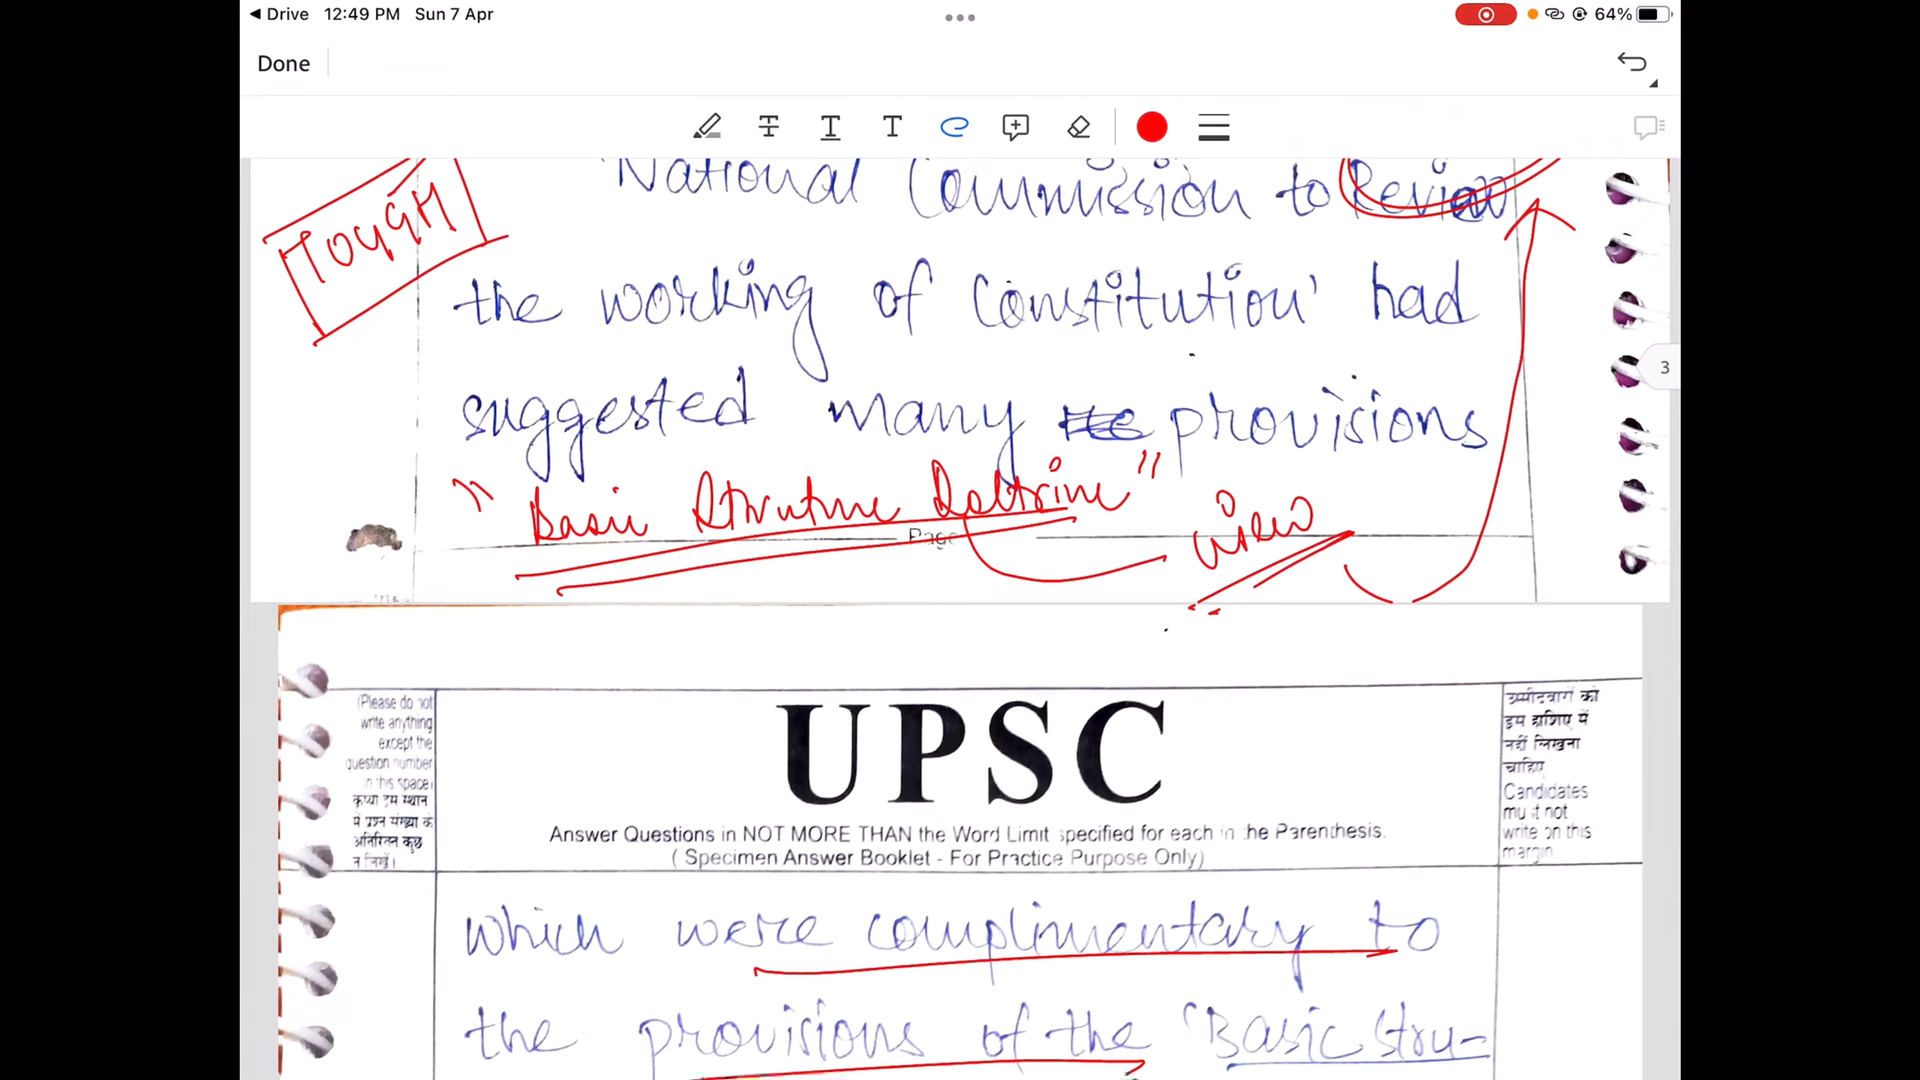 Drive 12:49 PM Sun 7 Apr 64%
Done
Tough
'National Commission to Review
the working of Constitution' had
suggested many provisions
3
" Basic Structure Doctrine "
view
Page
UPSC
Answer Questions in NOT MORE THAN the Word Limit specified for each in the Parenthesis.
( Specimen Answer Booklet - For Practice Purpose Only)
(Please do not
write anything
except the
question number
in this space)
कृपया इस स्थान
में प्रश्न संख्या के
अतिरिक्त कुछ
न लिखें।
उम्मीदवारों को
इस हाशिए में
नहीं लिखना
चाहिए
Candidates
must not
write on this
margin
which were complimentary to
the provisions of the 'Basic Stru-